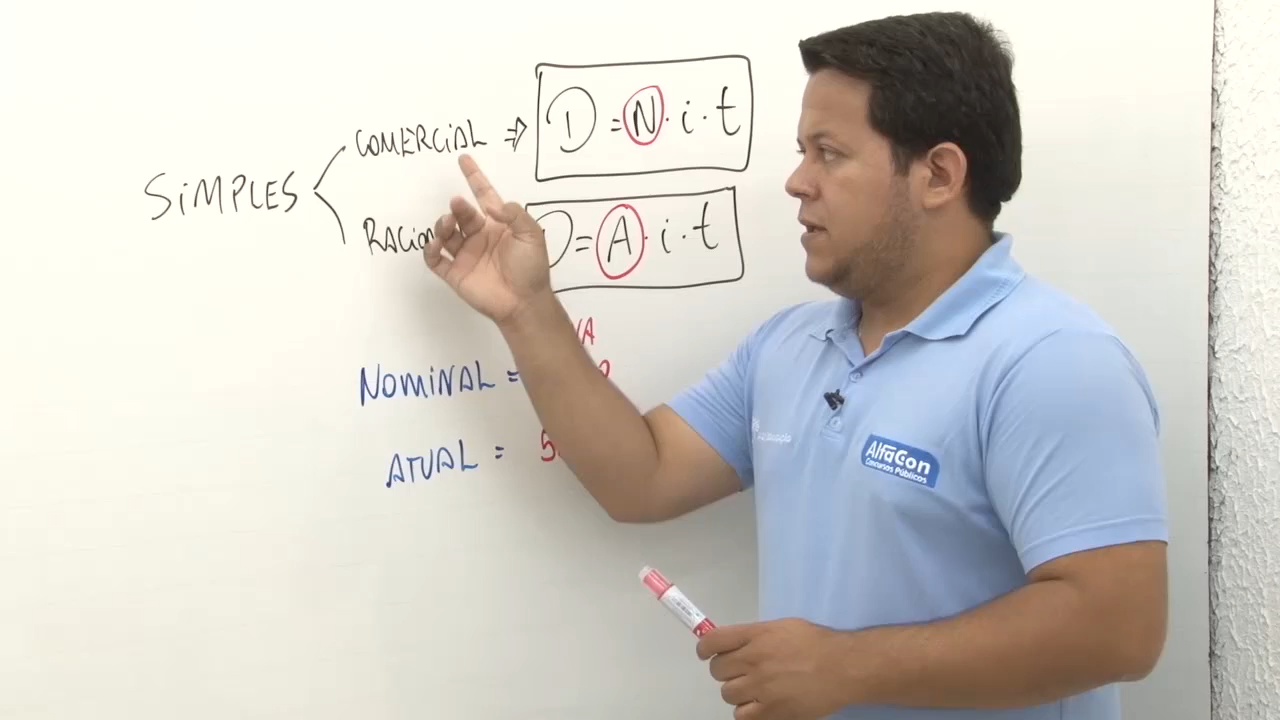 COMERCIAL ⇒ D = N . i . t
SIMPLES
D = A . i . t
NOMINAL =
ATUAL =
AlfaCon
Concursos Públicos